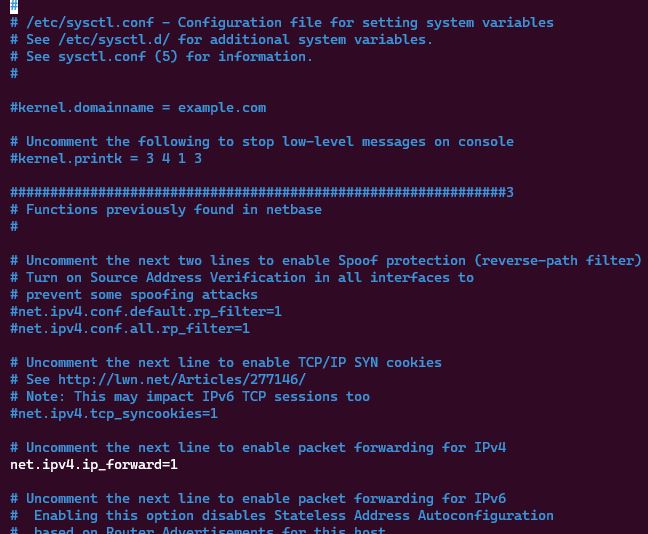 #
# /etc/sysctl.conf - Configuration file for setting system variables
# See /etc/sysctl.d/ for additional system variables.
# See sysctl.conf (5) for information.
#
#kernel.domainname = example.com
# Uncomment the following to stop low-level messages on console
#kernel.printk = 3 4 1 3
##############################################################3
# Functions previously found in netbase
#
# Uncomment the next two lines to enable Spoof protection (reverse-path filter)
# Turn on Source Address Verification in all interfaces to
# prevent some spoofing attacks
#net.ipv4.conf.default.rp_filter=1
#net.ipv4.conf.all.rp_filter=1
# Uncomment the next line to enable TCP/IP SYN cookies
# See http://lwn.net/Articles/277146/
# Note: This may impact IPv6 TCP sessions too
#net.ipv4.tcp_syncookies=1
# Uncomment the next line to enable packet forwarding for IPv4
net.ipv4.ip_forward=1
# Uncomment the next line to enable packet forwarding for IPv6
#  Enabling this option disables Stateless Address Autoconfiguration
#  based on Router Advertisements for this host